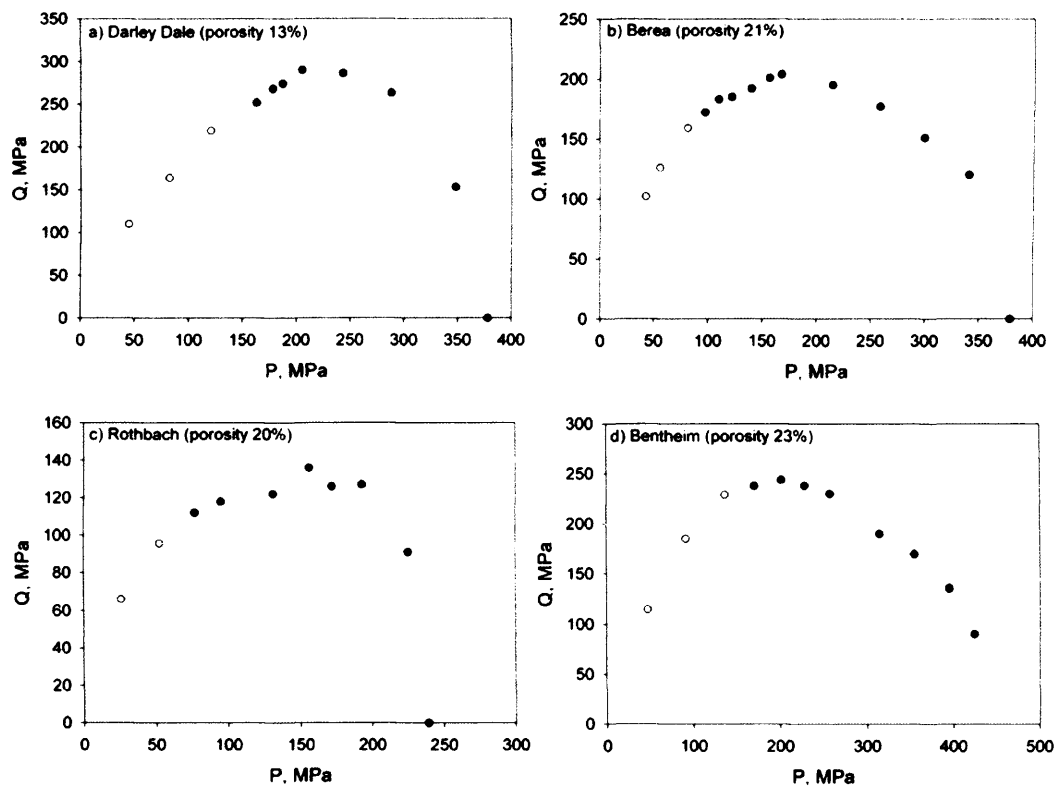 a) Darley Dale (porosity 13%)
350
300
250
200
150
100
50
0
Q, MPa
0 50 100 150 200 250 300 350 400
P, MPa
b) Berea (porosity 21%)
250
200
150
100
50
0
Q, MPa
0 50 100 150 200 250 300 350 400
P, MPa
c) Rothbach (porosity 20%)
160
140
120
100
80
60
40
20
0
Q, MPa
0 50 100 150 200 250 300
P, MPa
d) Bentheim (porosity 23%)
300
250
200
150
100
50
0
Q, MPa
0 100 200 300 400 500
P, MPa